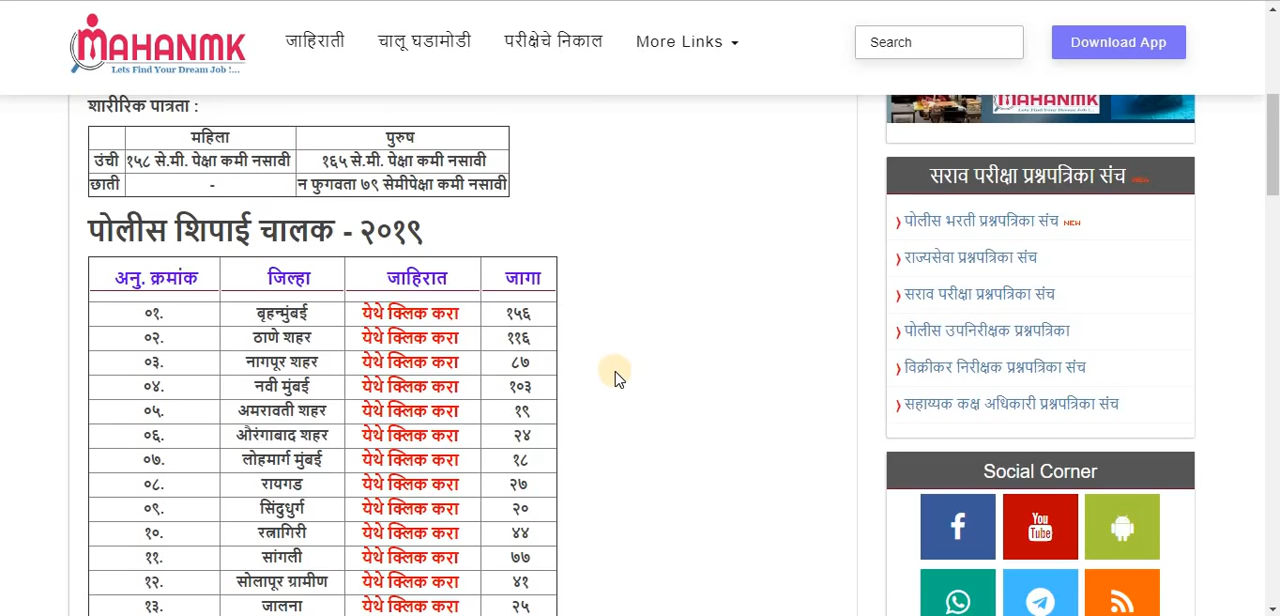 MAHANMK
Lets Find Your Dream Job !...
जाहिराती चालू घडामोडी परीक्षेचे निकाल More Links
Search
Download App
शारीरिक पात्रता :
महिला पुरुष
उंची १५८ से.मी. पेक्षा कमी नसावी १६५ से.मी. पेक्षा कमी नसावी
छाती - न फुगवता ७९ सेमीपेक्षा कमी नसावी
पोलीस शिपाई चालक - २०१९
अनु. क्रमांक जिल्हा जाहिरात जागा
०१. बृहन्मुंबई येथे क्लिक करा १५६
०२. ठाणे शहर येथे क्लिक करा ११६
०३. नागपूर शहर येथे क्लिक करा ८७
०४. नवी मुंबई येथे क्लिक करा १०३
०५. अमरावती शहर येथे क्लिक करा १९
०६. औरंगाबाद शहर येथे क्लिक करा २४
०७. लोहमार्ग मुंबई येथे क्लिक करा १८
०८. रायगड येथे क्लिक करा २७
०९. सिंदुधुर्ग येथे क्लिक करा २०
१०. रत्नागिरी येथे क्लिक करा ४४
११. सांगली येथे क्लिक करा ७७
१२. सोलापूर ग्रामीण येथे क्लिक करा ४१
१३. जालना येथे क्लिक करा २५
MAHANMK
सराव परीक्षा प्रश्नपत्रिका संच
पोलीस भरती प्रश्नपत्रिका संच NEW
राज्यसेवा प्रश्नपत्रिका संच
सराव परीक्षा प्रश्नपत्रिका संच
पोलीस उपनिरीक्षक प्रश्नपत्रिका
विक्रीकर निरीक्षक प्रश्नपत्रिका संच
सहाय्यक कक्ष अधिकारी प्रश्नपत्रिका संच
Social Corner
You
Tube